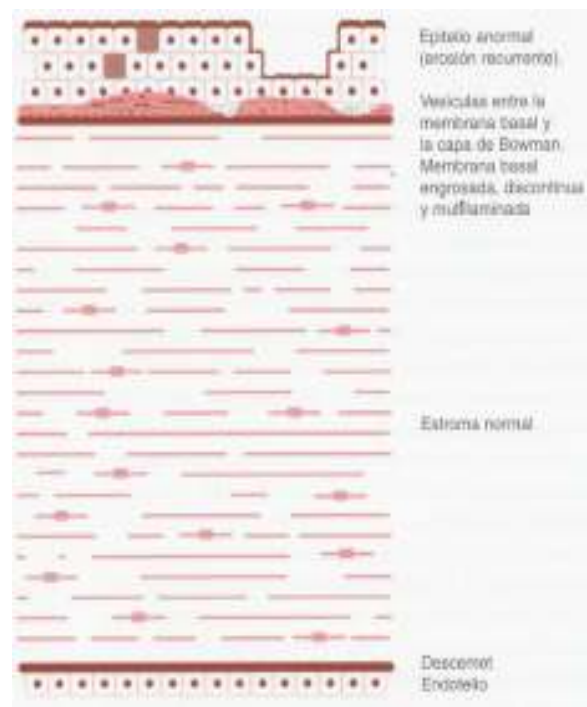 Epitelio anormal
(erosión recurrente).
Vesículas entre la
membrana basal y
la capa de Bowman.
Membrana basal
engrosada, discontinua
y multilaminada
Estroma normal
Descemet
Endotelio